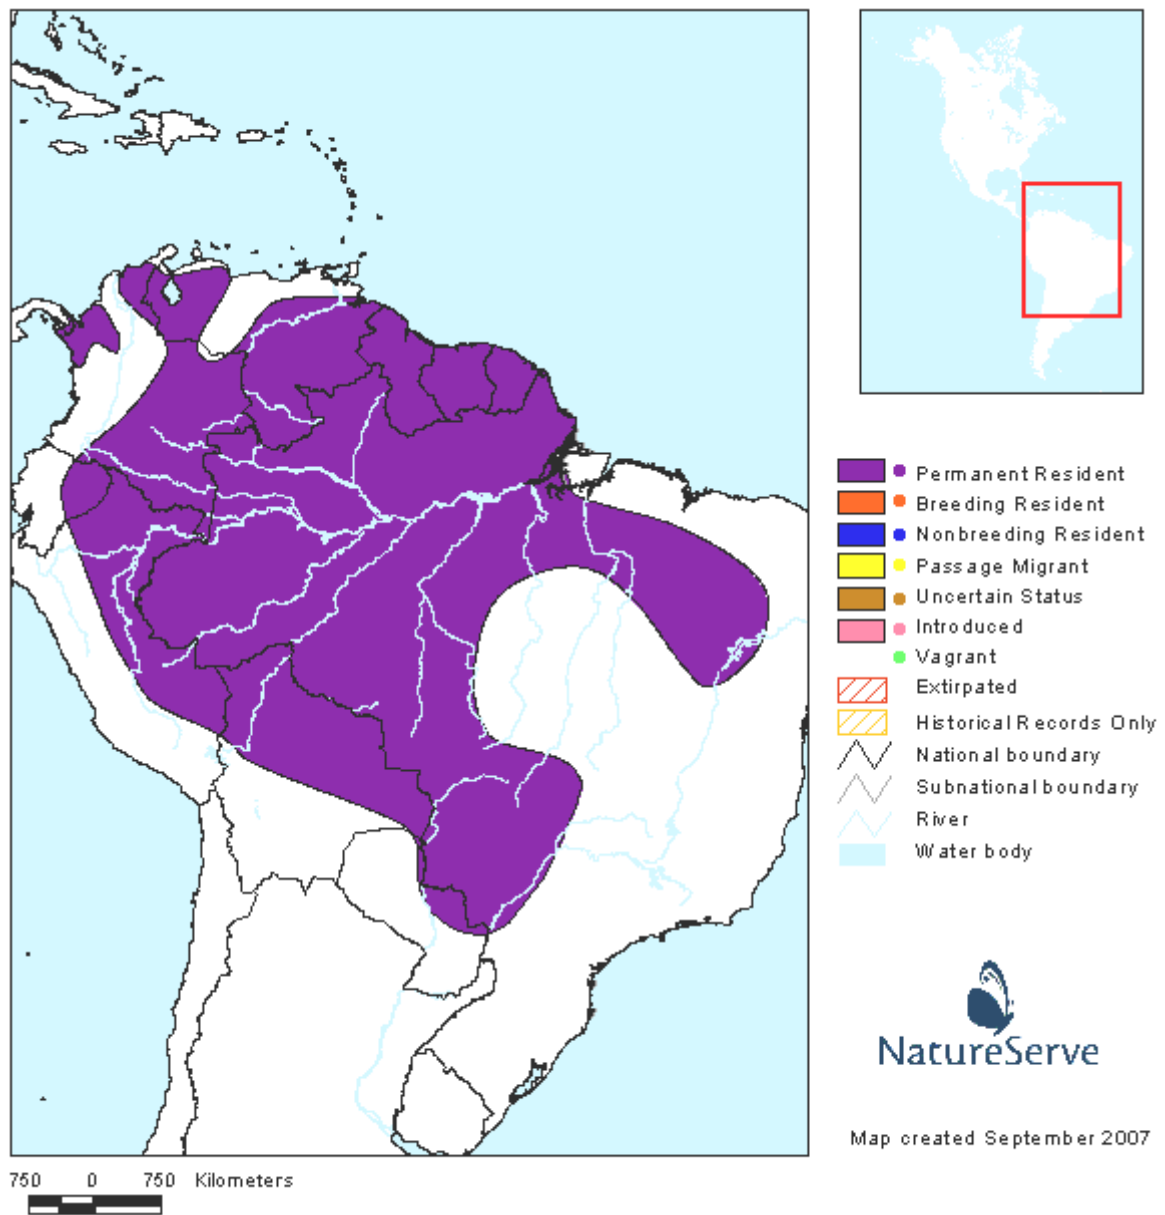 Permanent Resident
Breeding Resident
Nonbreeding Resident
Passage Migrant
Uncertain Status
Introduced
Vagrant
Extirpated
Historical Records Only
National boundary
Subnational boundary
River
Water body
NatureServe
Map created September 2007
750 0 750 Kilometers